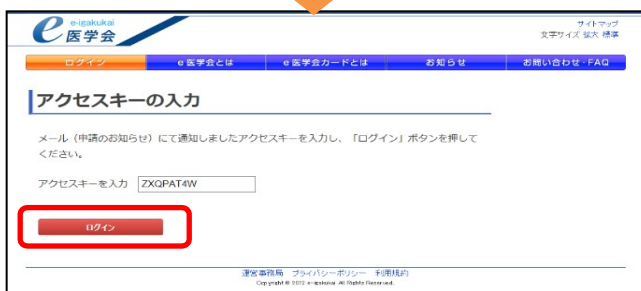 e-igakukai
医学会
サイトマップ
文字サイズ 拡大 標準
ログイン
e医学会とは
e医学会カードとは
お知らせ
お問い合わせ・FAQ
アクセスキーの入力
メール（申請のお知らせ）にて通知しましたアクセスキーを入力し、「ログイン」ボタンを押して
ください。
アクセスキーを入力 ZXQPAT4W
ログイン
運営事務局 プライバシーポリシー 利用規約
Copyright © 2012 e-igakukai All Rights Reserved.